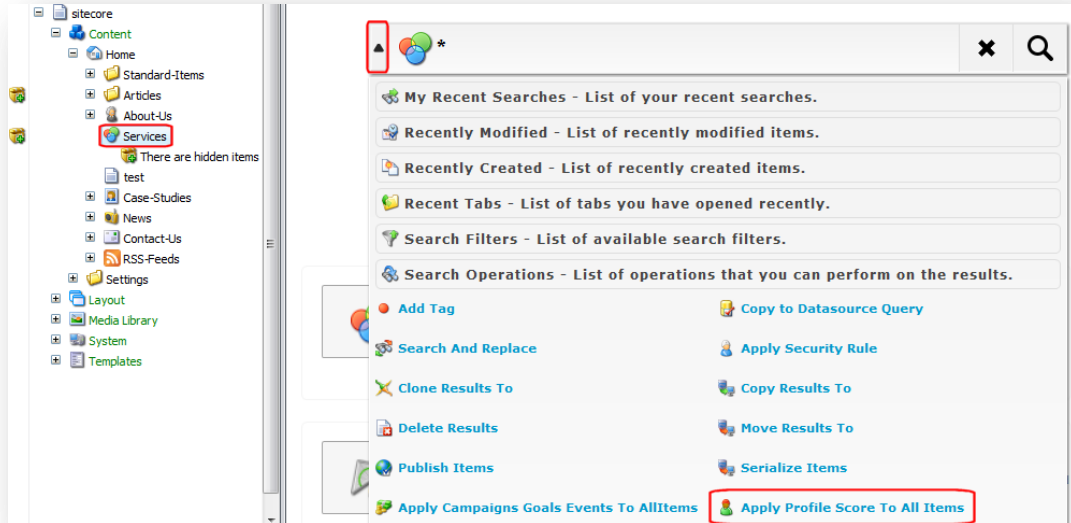 sitecore
Content
Home
Standard-Items
Articles
About-Us
Services
There are hidden items
test
Case-Studies
News
Contact-Us
RSS-Feeds
Settings
Layout
Media Library
System
Templates
*
My Recent Searches - List of your recent searches.
Recently Modified - List of recently modified items.
Recently Created - List of recently created items.
Recent Tabs - List of tabs you have opened recently.
Search Filters - List of available search filters.
Search Operations - List of operations that you can perform on the results.
Add Tag
Copy to Datasource Query
Search And Replace
Apply Security Rule
Clone Results To
Copy Results To
Delete Results
Move Results To
Publish Items
Serialize Items
Apply Campaigns Goals Events To AllItems
Apply Profile Score To All Items